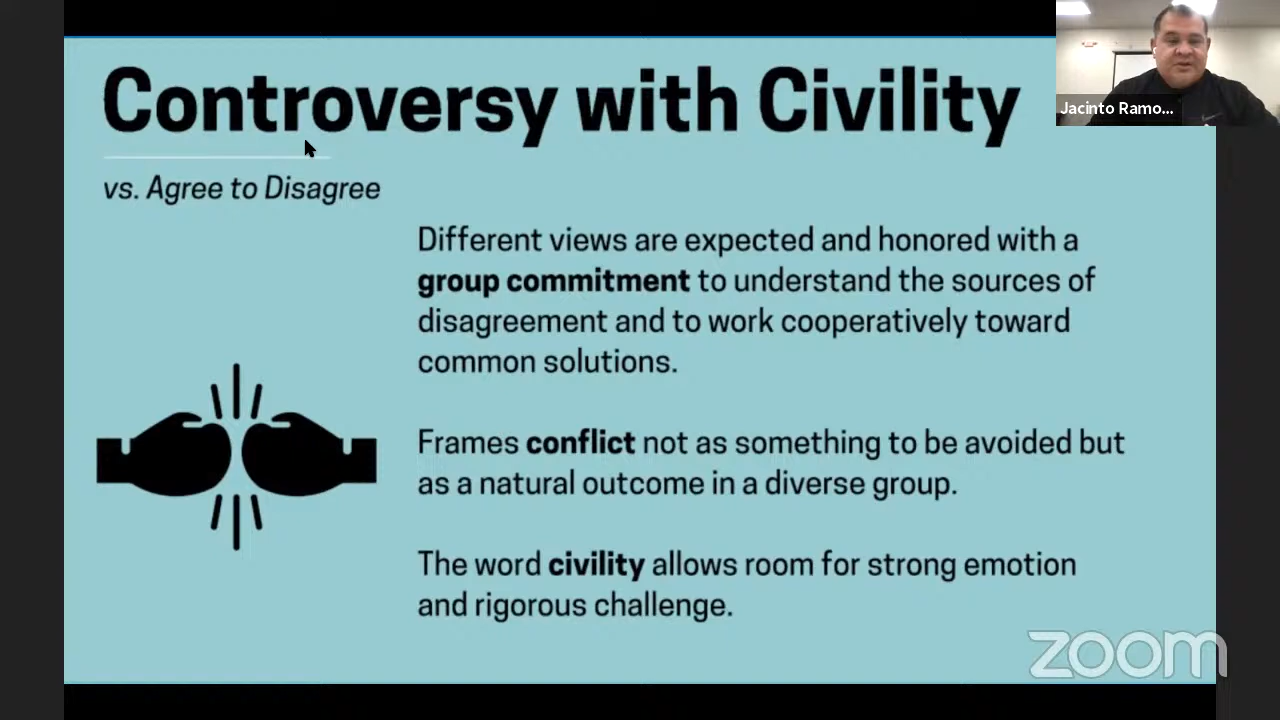 Controversy with Civility
Jacinto Ramo...
vs. Agree to Disagree
Different views are expected and honored with a
group commitment to understand the sources of
disagreement and to work cooperatively toward
common solutions.
Frames conflict not as something to be avoided but
as a natural outcome in a diverse group.
The word civility allows room for strong emotion
and rigorous challenge.
zoom